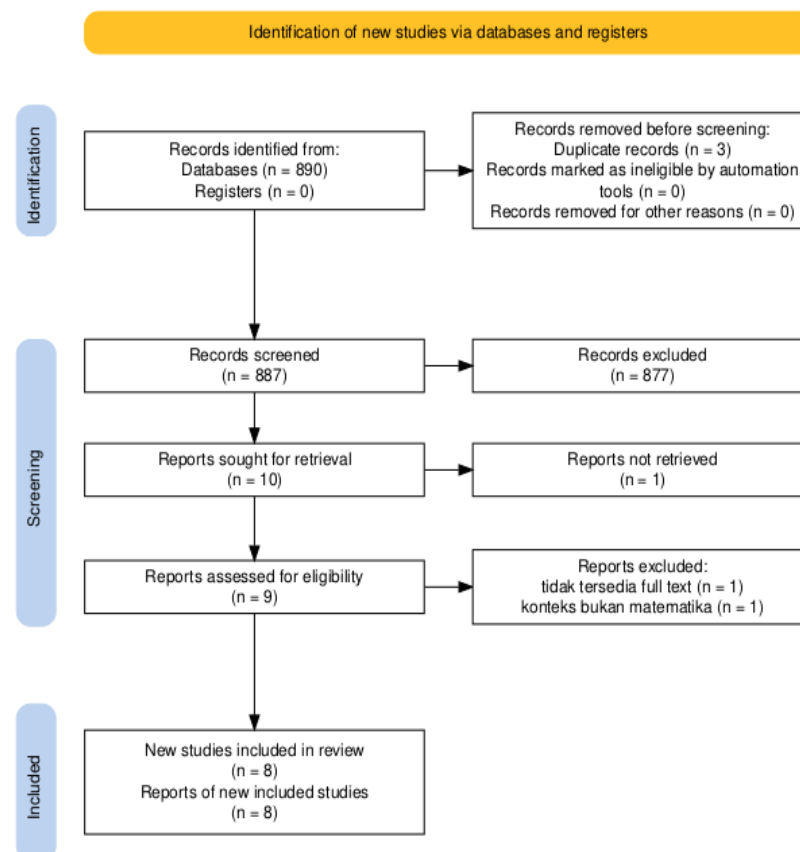 Identification of new studies via databases and registers
Identification
Records identified from:
Databases (n = 890)
Registers (n = 0)
Records removed before screening:
Duplicate records (n = 3)
Records marked as ineligible by automation
tools (n = 0)
Records removed for other reasons (n = 0)
Screening
Records screened
(n = 887)
Records excluded
(n = 877)
Reports sought for retrieval
(n = 10)
Reports not retrieved
(n = 1)
Reports assessed for eligibility
(n = 9)
Reports excluded:
tidak tersedia full text (n = 1)
konteks bukan matematika (n = 1)
Included
New studies included in review
(n = 8)
Reports of new included studies
(n = 8)